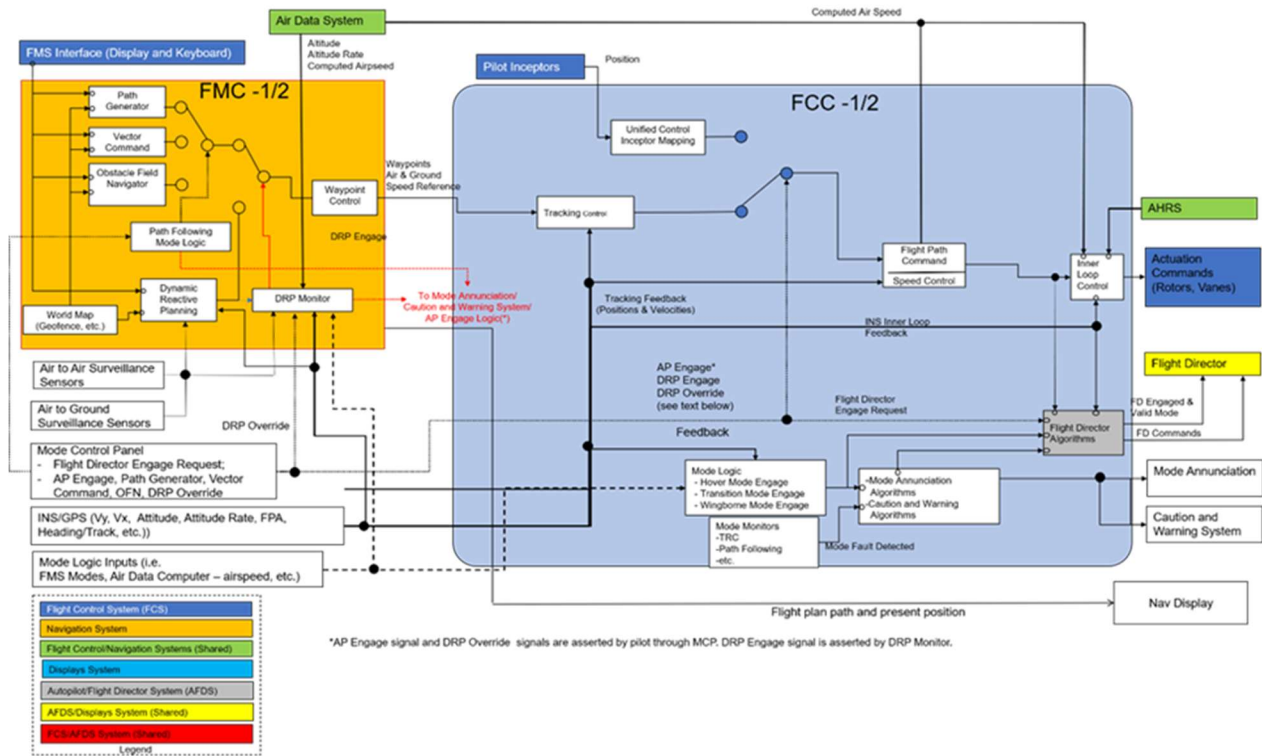 Air Data System
Computed Air Speed
FMS Interface (Display and Keyboard)
Altitude
Altitude Rate
Computed Airspeed
Pilot Inceptors
Position
FMC -1/2
FCC -1/2
Path
Generator
Vector
Command
Obstacle Field
Navigator
Unified Control
Inceptor Mapping
Waypoints
Air & Ground
Speed Reference
Waypoint
Control
Tracking Control
AHRS
Path Following
Mode Logic
DRP Engage
Flight Path
Command
Speed Control
Inner
Loop
Control
Actuation
Commands
(Rotors, Vanes)
Dynamic
Reactive
Planning
DRP Monitor
To Mode Annunciation/
Caution and Warning System/
AP Engage Logic(*)
World Map
(Geofence, etc.)
Tracking Feedback
(Positions & Velocities)
INS Inner Loop
Feedback
Air to Air Surveillance
Sensors
Air to Ground
Surveillance Sensors
AP Engage*
DRP Engage
DRP Override
(see text below)
Flight Director
FD Engaged &
Valid Mode
Flight Director
Engage Request
DRP Override
Feedback
Flight Director
Algorithms
FD Commands
Mode Control Panel
- Flight Director Engage Request;
- AP Engage, Path Generator, Vector
Command, OFN, DRP Override
Mode Logic
- Hover Mode Engage
- Transition Mode Engage
- Wingborne Mode Engage
-Mode Annunciation
Algorithms
-Caution and Warning
Algorithms
Mode Annunciation
INS/GPS (Vy, Vx, Attitude, Attitude Rate, FPA,
Heading/Track, etc.))
Mode Monitors
-TRC
-Path Following
-etc.
Mode Fault Detected
Caution and
Warning System
Mode Logic Inputs (i.e.
FMS Modes, Air Data Computer – airspeed, etc.)
Flight plan path and present position
Nav Display
Flight Control System (FCS)
Navigation System
Flight Control/Navigation Systems (Shared)
Displays System
Autopilot/Flight Director System (AFDS)
AFDS/Displays System (Shared)
FCS/AFDS System (Shared)
Legend
*AP Engage signal and DRP Override signals are asserted by pilot through MCP. DRP Engage signal is asserted by DRP Monitor.